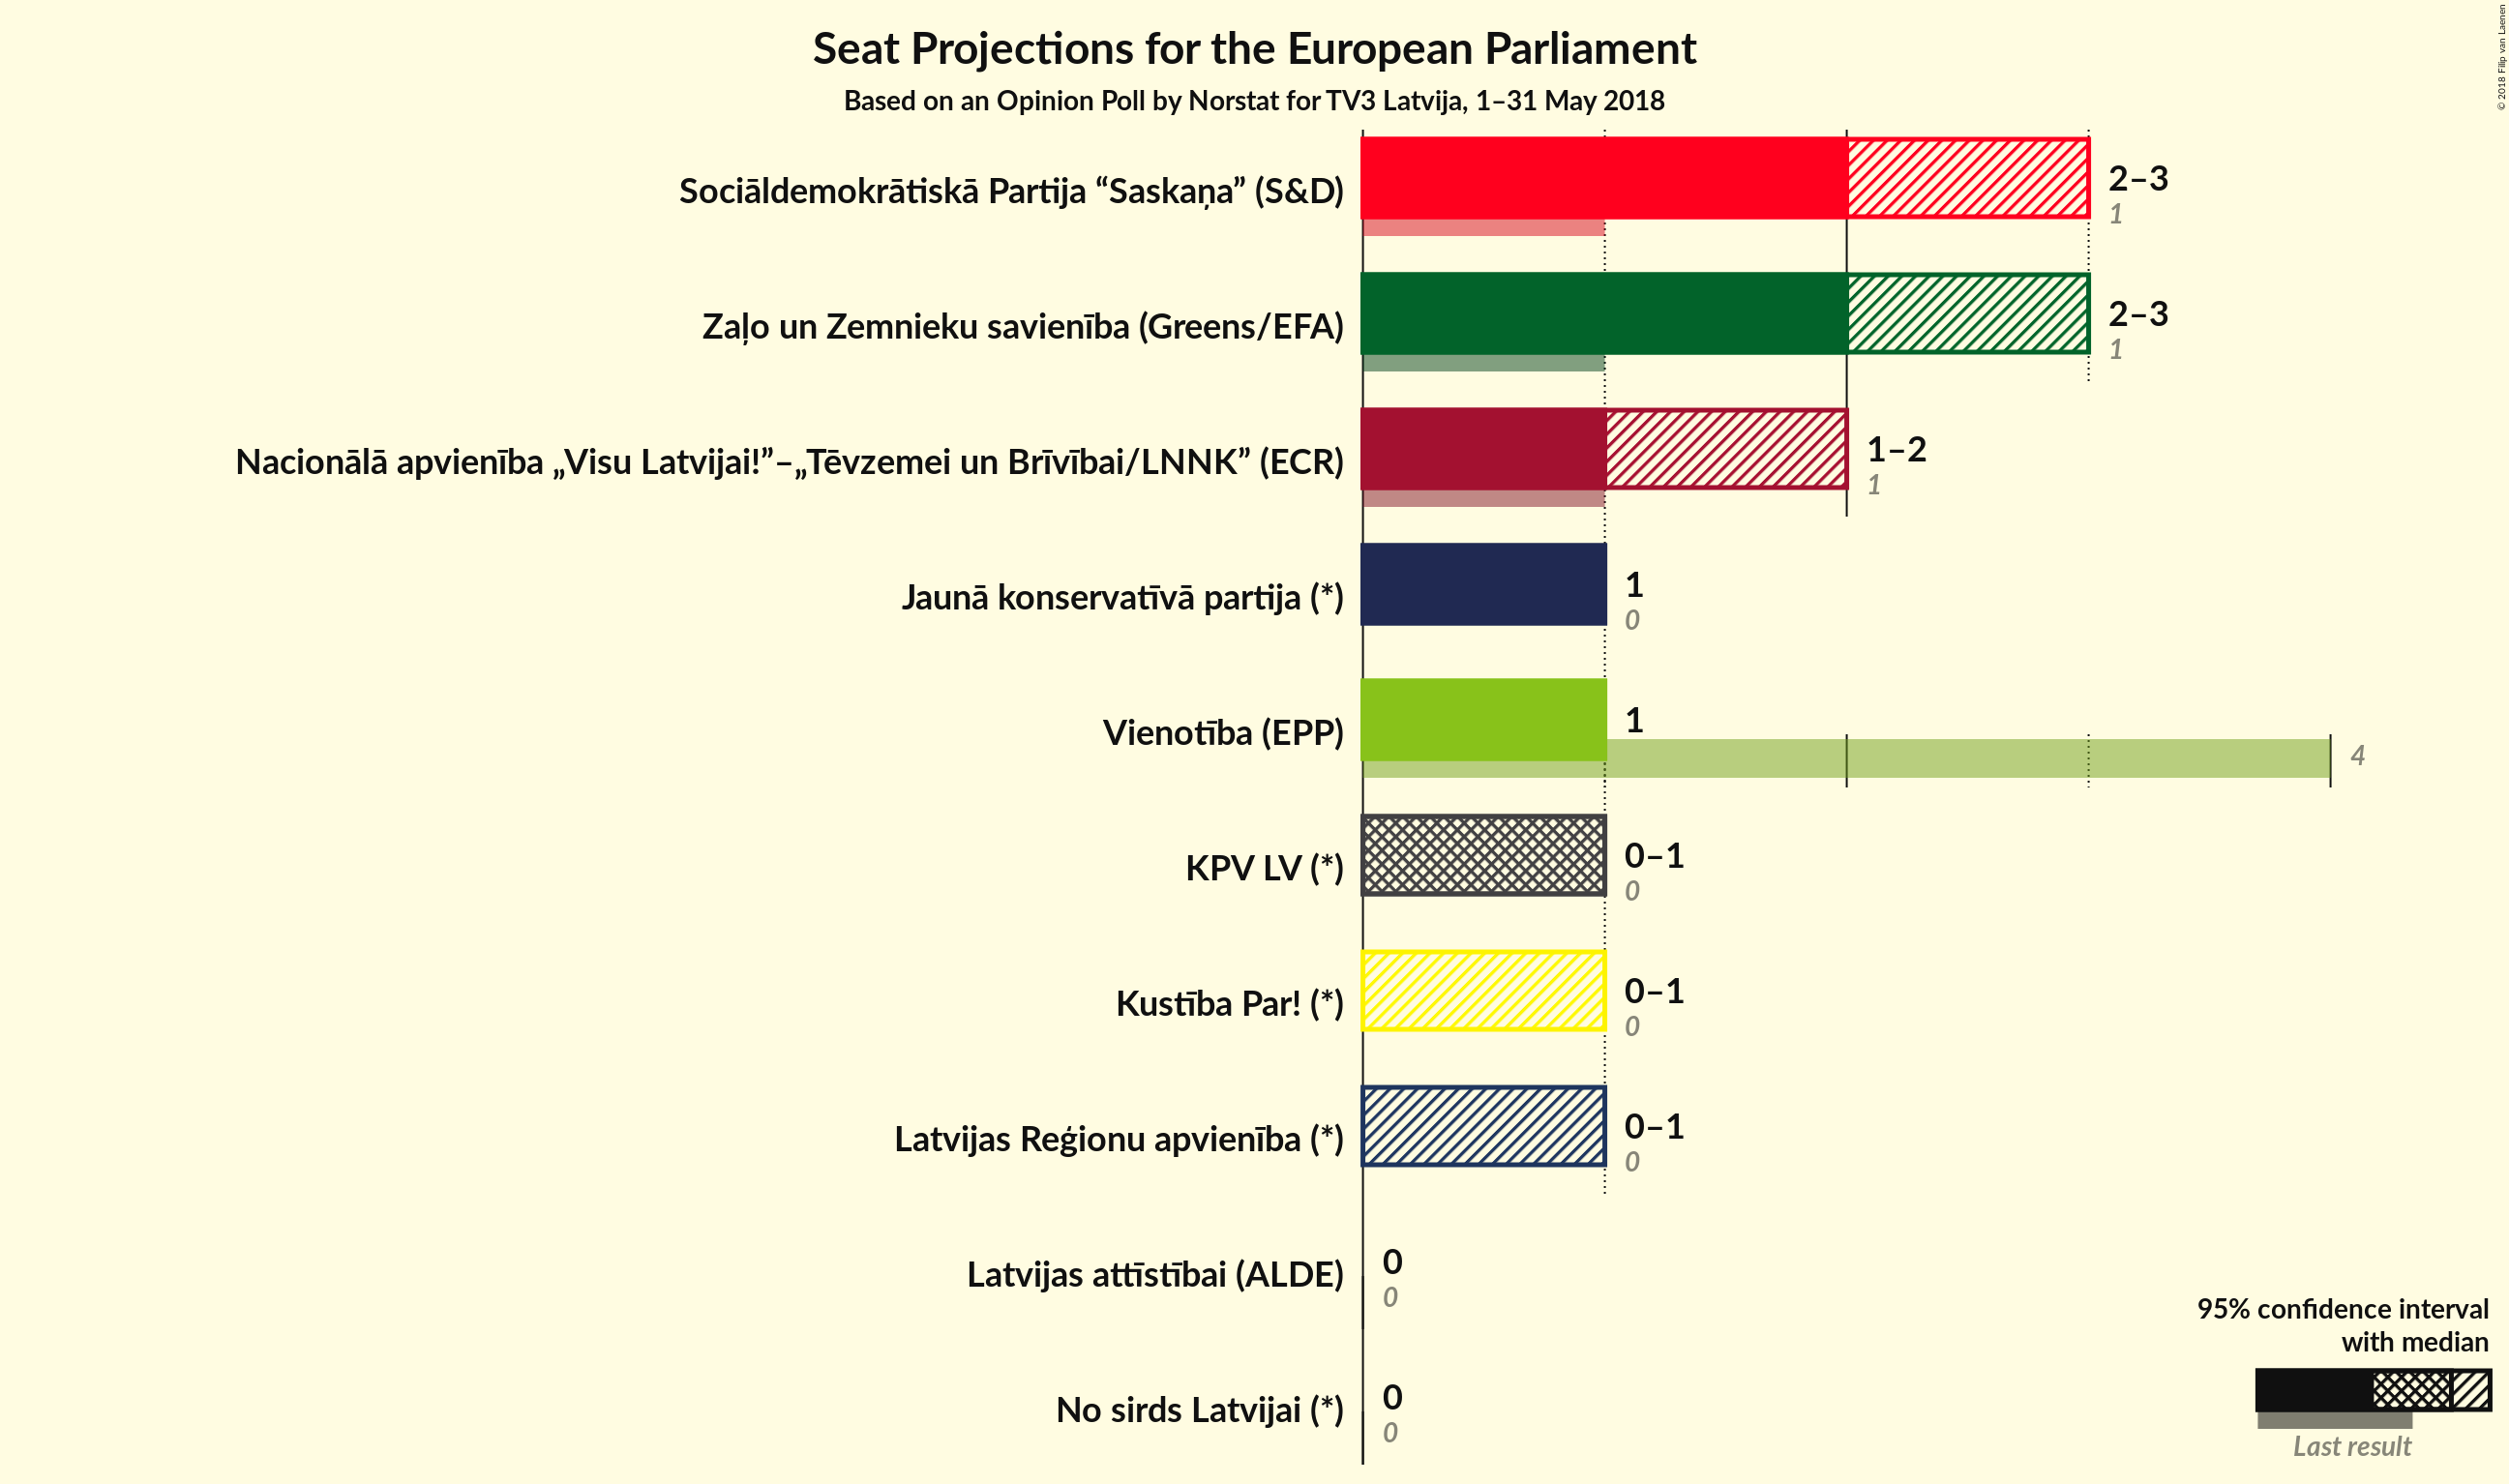 Seat Projections for the European Parliament
Based on an Opinion Poll by Norstat for TV3 Latvija, 1–31 May 2018
© 2018 Filip van Laenen
Sociāldemokrātiskā Partija “Saskaņa” (S&D)
2–3
1
Zaļo un Zemnieku savienība (Greens/EFA)
2–3
1
Nacionālā apvienība „Visu Latvijai!”–„Tēvzemei un Brīvībai/LNNK” (ECR)
1–2
1
Jaunā konservatīvā partija (*)
1
0
Vienotība (EPP)
1
4
KPV LV (*)
0–1
0
Kustība Par! (*)
0–1
0
Latvijas Reģionu apvienība (*)
0–1
0
Latvijas attīstībai (ALDE)
0
0
No sirds Latvijai (*)
0
0
95% confidence interval
with median
Last result